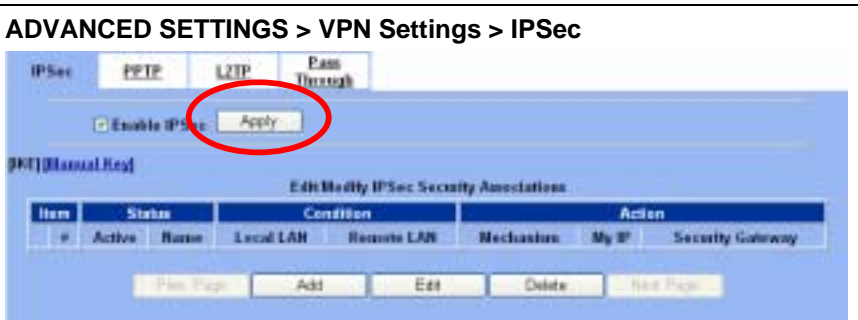 ADVANCED SETTINGS > VPN Settings > IPSec
IPSec PPTP L2TP Pass Through
Enable IPSec Apply
[IKE] [Manual Key]
Edit/Modify IPSec Security Associations
Item Status Condition Action
# Active Name Local LAN Remote LAN Mechanism My IP Security Gateway
Prev Page Add Edit Delete Next Page